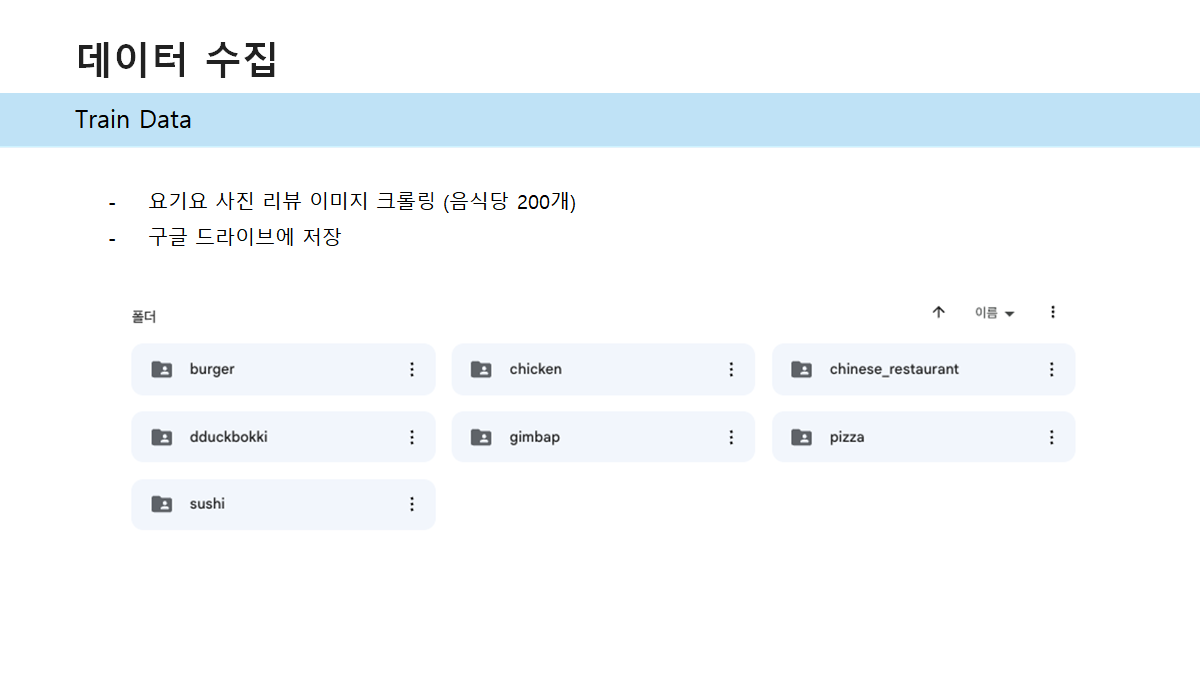 데이터 수집
Train Data
- 요기요 사진 리뷰 이미지 크롤링 (음식당 200개)
- 구글 드라이브에 저장
폴더
이름
burger
chicken
chinese_restaurant
dduckbokki
gimbap
pizza
sushi